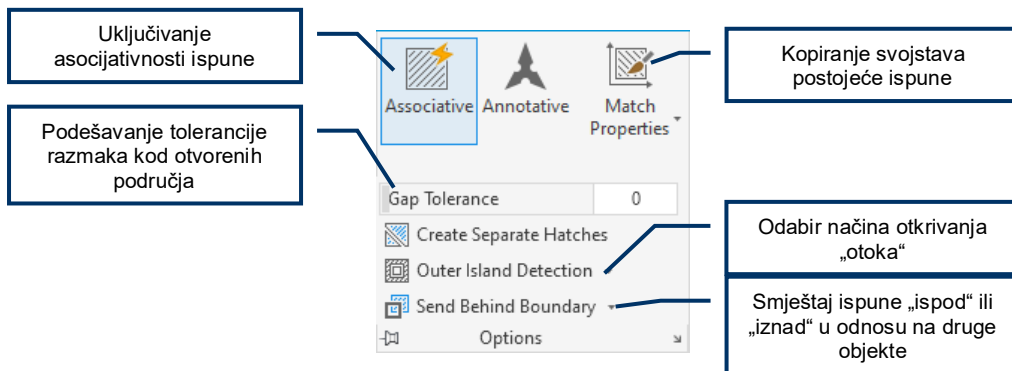 Uključivanje
asocijativnosti ispune
Podešavanje tolerancije
razmaka kod otvorenih
područja
Associative
Annotative
Match
Properties
Gap Tolerance
0
Create Separate Hatches
Outer Island Detection
Send Behind Boundary
Options
Kopiranje svojstava
postojeće ispune
Odabir načina otkrivanja
„otoka“
Smještaj ispune „ispod“ ili
„iznad“ u odnosu na druge
objekte